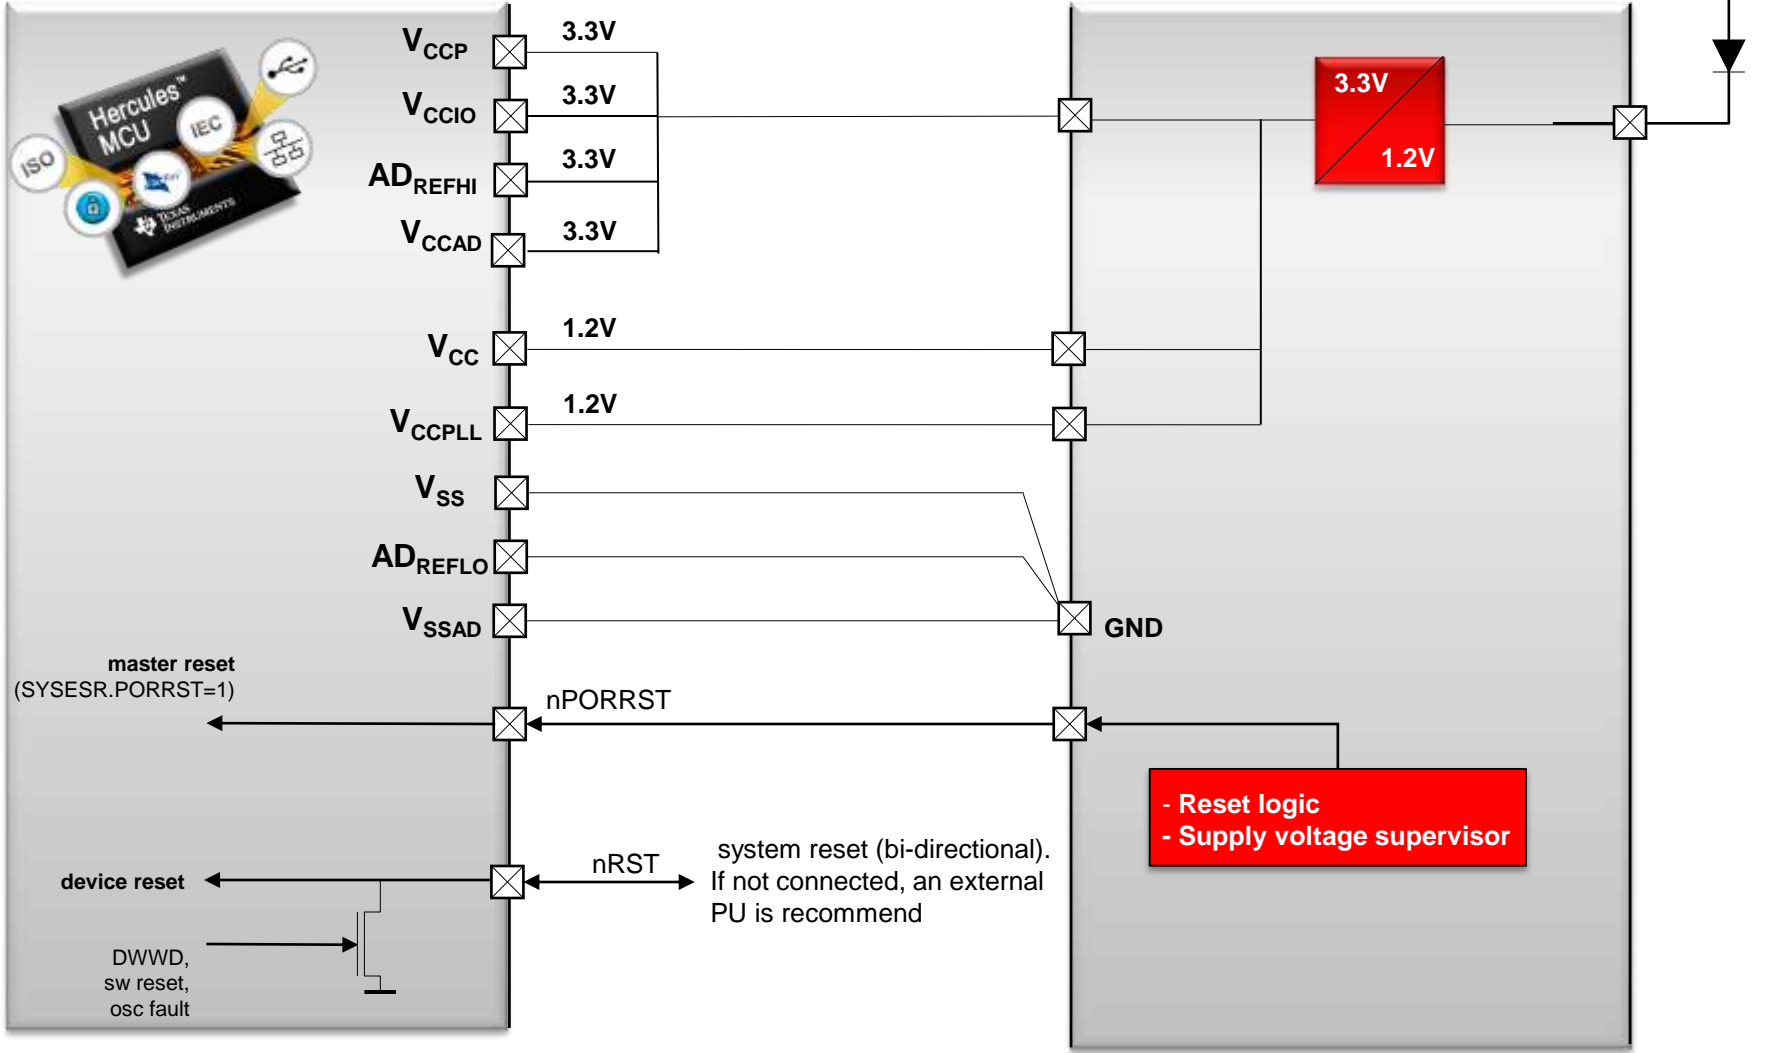 Hercules™
MCU
ISO
IEC
TEXAS
INSTRUMENTS
VCCP
3.3V
VCCIO
3.3V
ADREFHI
3.3V
VCCAD
3.3V
3.3V
1.2V
VCC
1.2V
VCCPLL
1.2V
VSS
ADREFLO
VSSAD
GND
master reset
(SYSESR.PORRST=1)
nPORRST
- Reset logic
- Supply voltage supervisor
device reset
nRST
system reset (bi-directional).
If not connected, an external
PU is recommend
DWWD,
sw reset,
osc fault